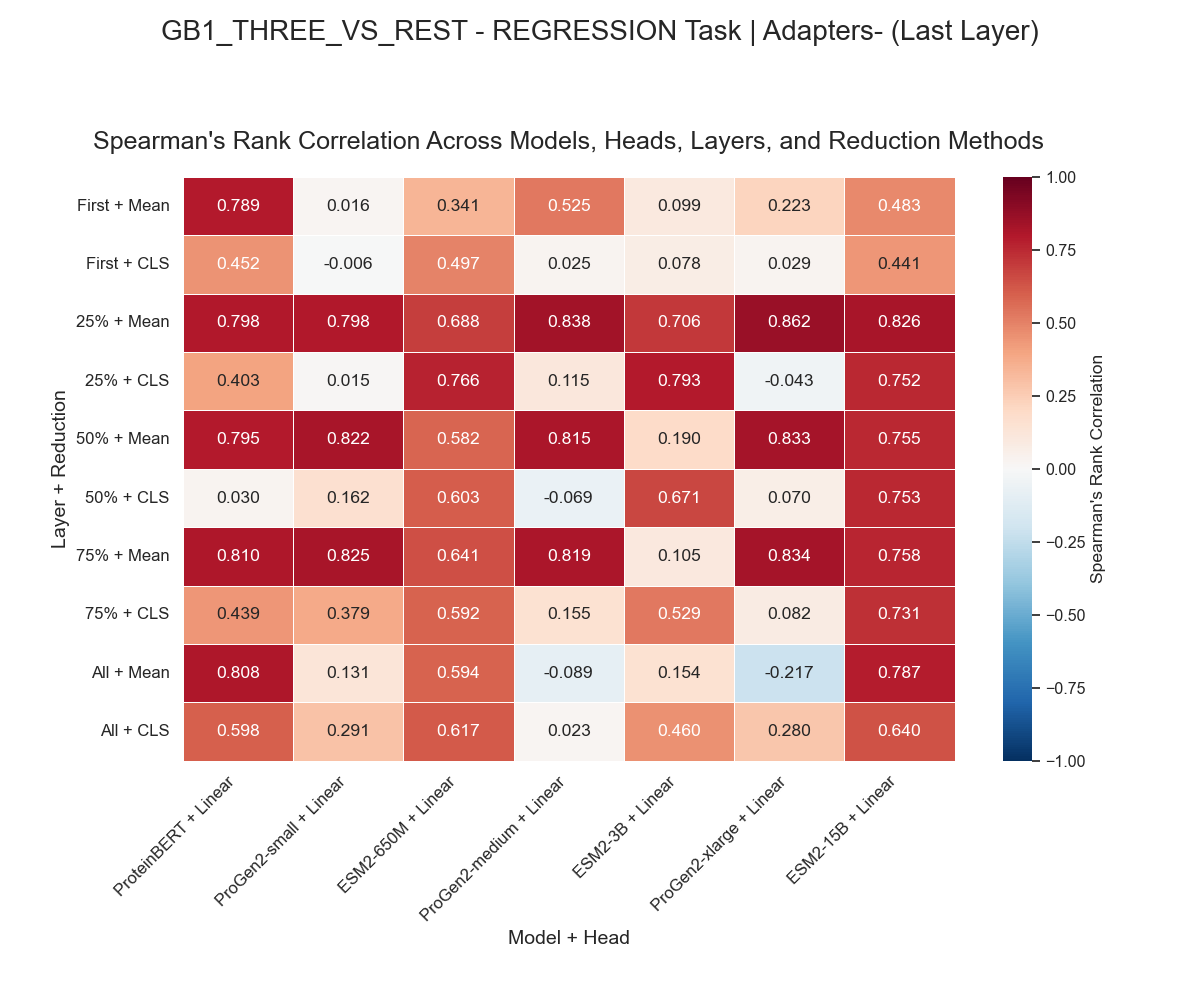 GB1_THREE_VS_REST - REGRESSION Task | Adapters- (Last Layer)
Spearman's Rank Correlation Across Models, Heads, Layers, and Reduction Methods
Layer + Reduction
First + Mean 0.789 0.016 0.341 0.525 0.099 0.223 0.483
First + CLS 0.452 -0.006 0.497 0.025 0.078 0.029 0.441
25% + Mean 0.798 0.798 0.688 0.838 0.706 0.862 0.826
25% + CLS 0.403 0.015 0.766 0.115 0.793 -0.043 0.752
50% + Mean 0.795 0.822 0.582 0.815 0.190 0.833 0.755
50% + CLS 0.030 0.162 0.603 -0.069 0.671 0.070 0.753
75% + Mean 0.810 0.825 0.641 0.819 0.105 0.834 0.758
75% + CLS 0.439 0.379 0.592 0.155 0.529 0.082 0.731
All + Mean 0.808 0.131 0.594 -0.089 0.154 -0.217 0.787
All + CLS 0.598 0.291 0.617 0.023 0.460 0.280 0.640
ProteinBERT + Linear
ProGen2-small + Linear
ESM2-650M + Linear
ProGen2-medium + Linear
ESM2-3B + Linear
ProGen2-xlarge + Linear
ESM2-15B + Linear
Model + Head
1.00
0.75
0.50
0.25
0.00
−0.25
−0.50
−0.75
−1.00
Spearman's Rank Correlation